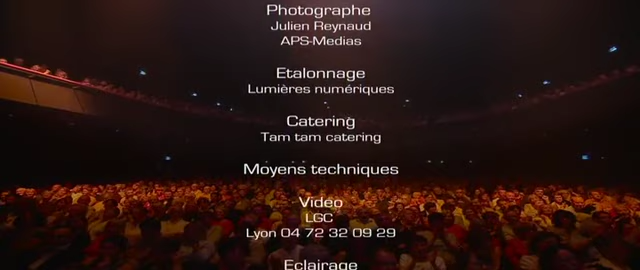 Photographe
Julien Reynaud
APS-Medias
Etalonnage
Lumières numériques
Catering
Tam tam catering
Moyens techniques
Video
LGC
Lyon 04 72 32 09 29
Eclairage